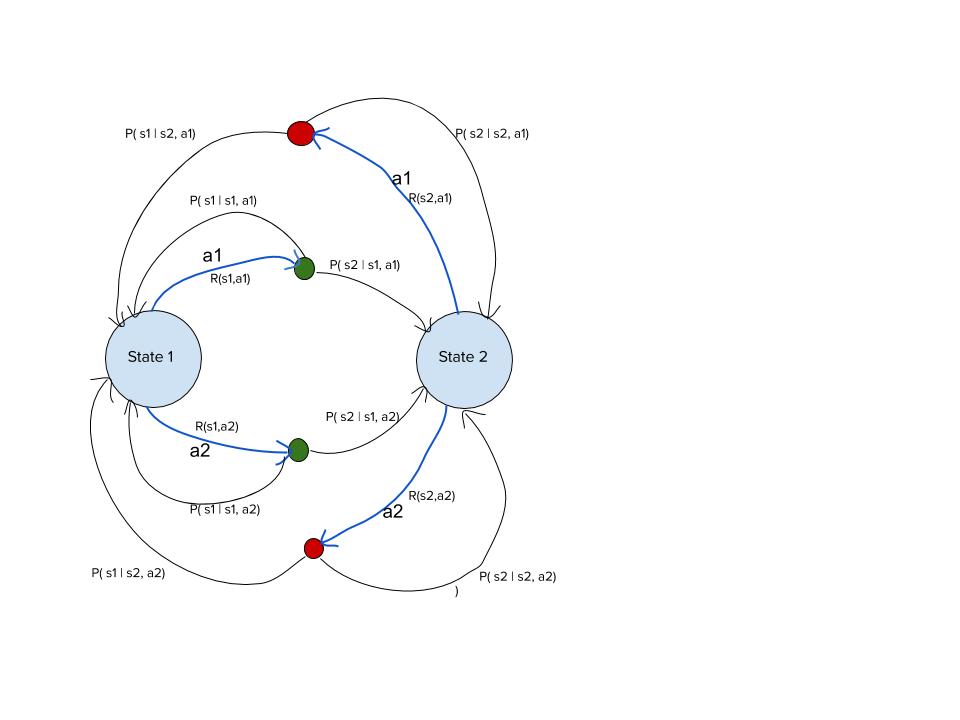 P( s1 | s2, a1)
P( s2 | s2, a1)
a1
R(s2,a1)
P( s1 | s1, a1)
a1
R(s1,a1)
P( s2 | s1, a1)
State 1
State 2
R(s1,a2)
a2
P( s2 | s1, a2)
P( s1 | s1, a2)
R(s2,a2)
a2
P( s1 | s2, a2)
P( s2 | s2, a2)
)